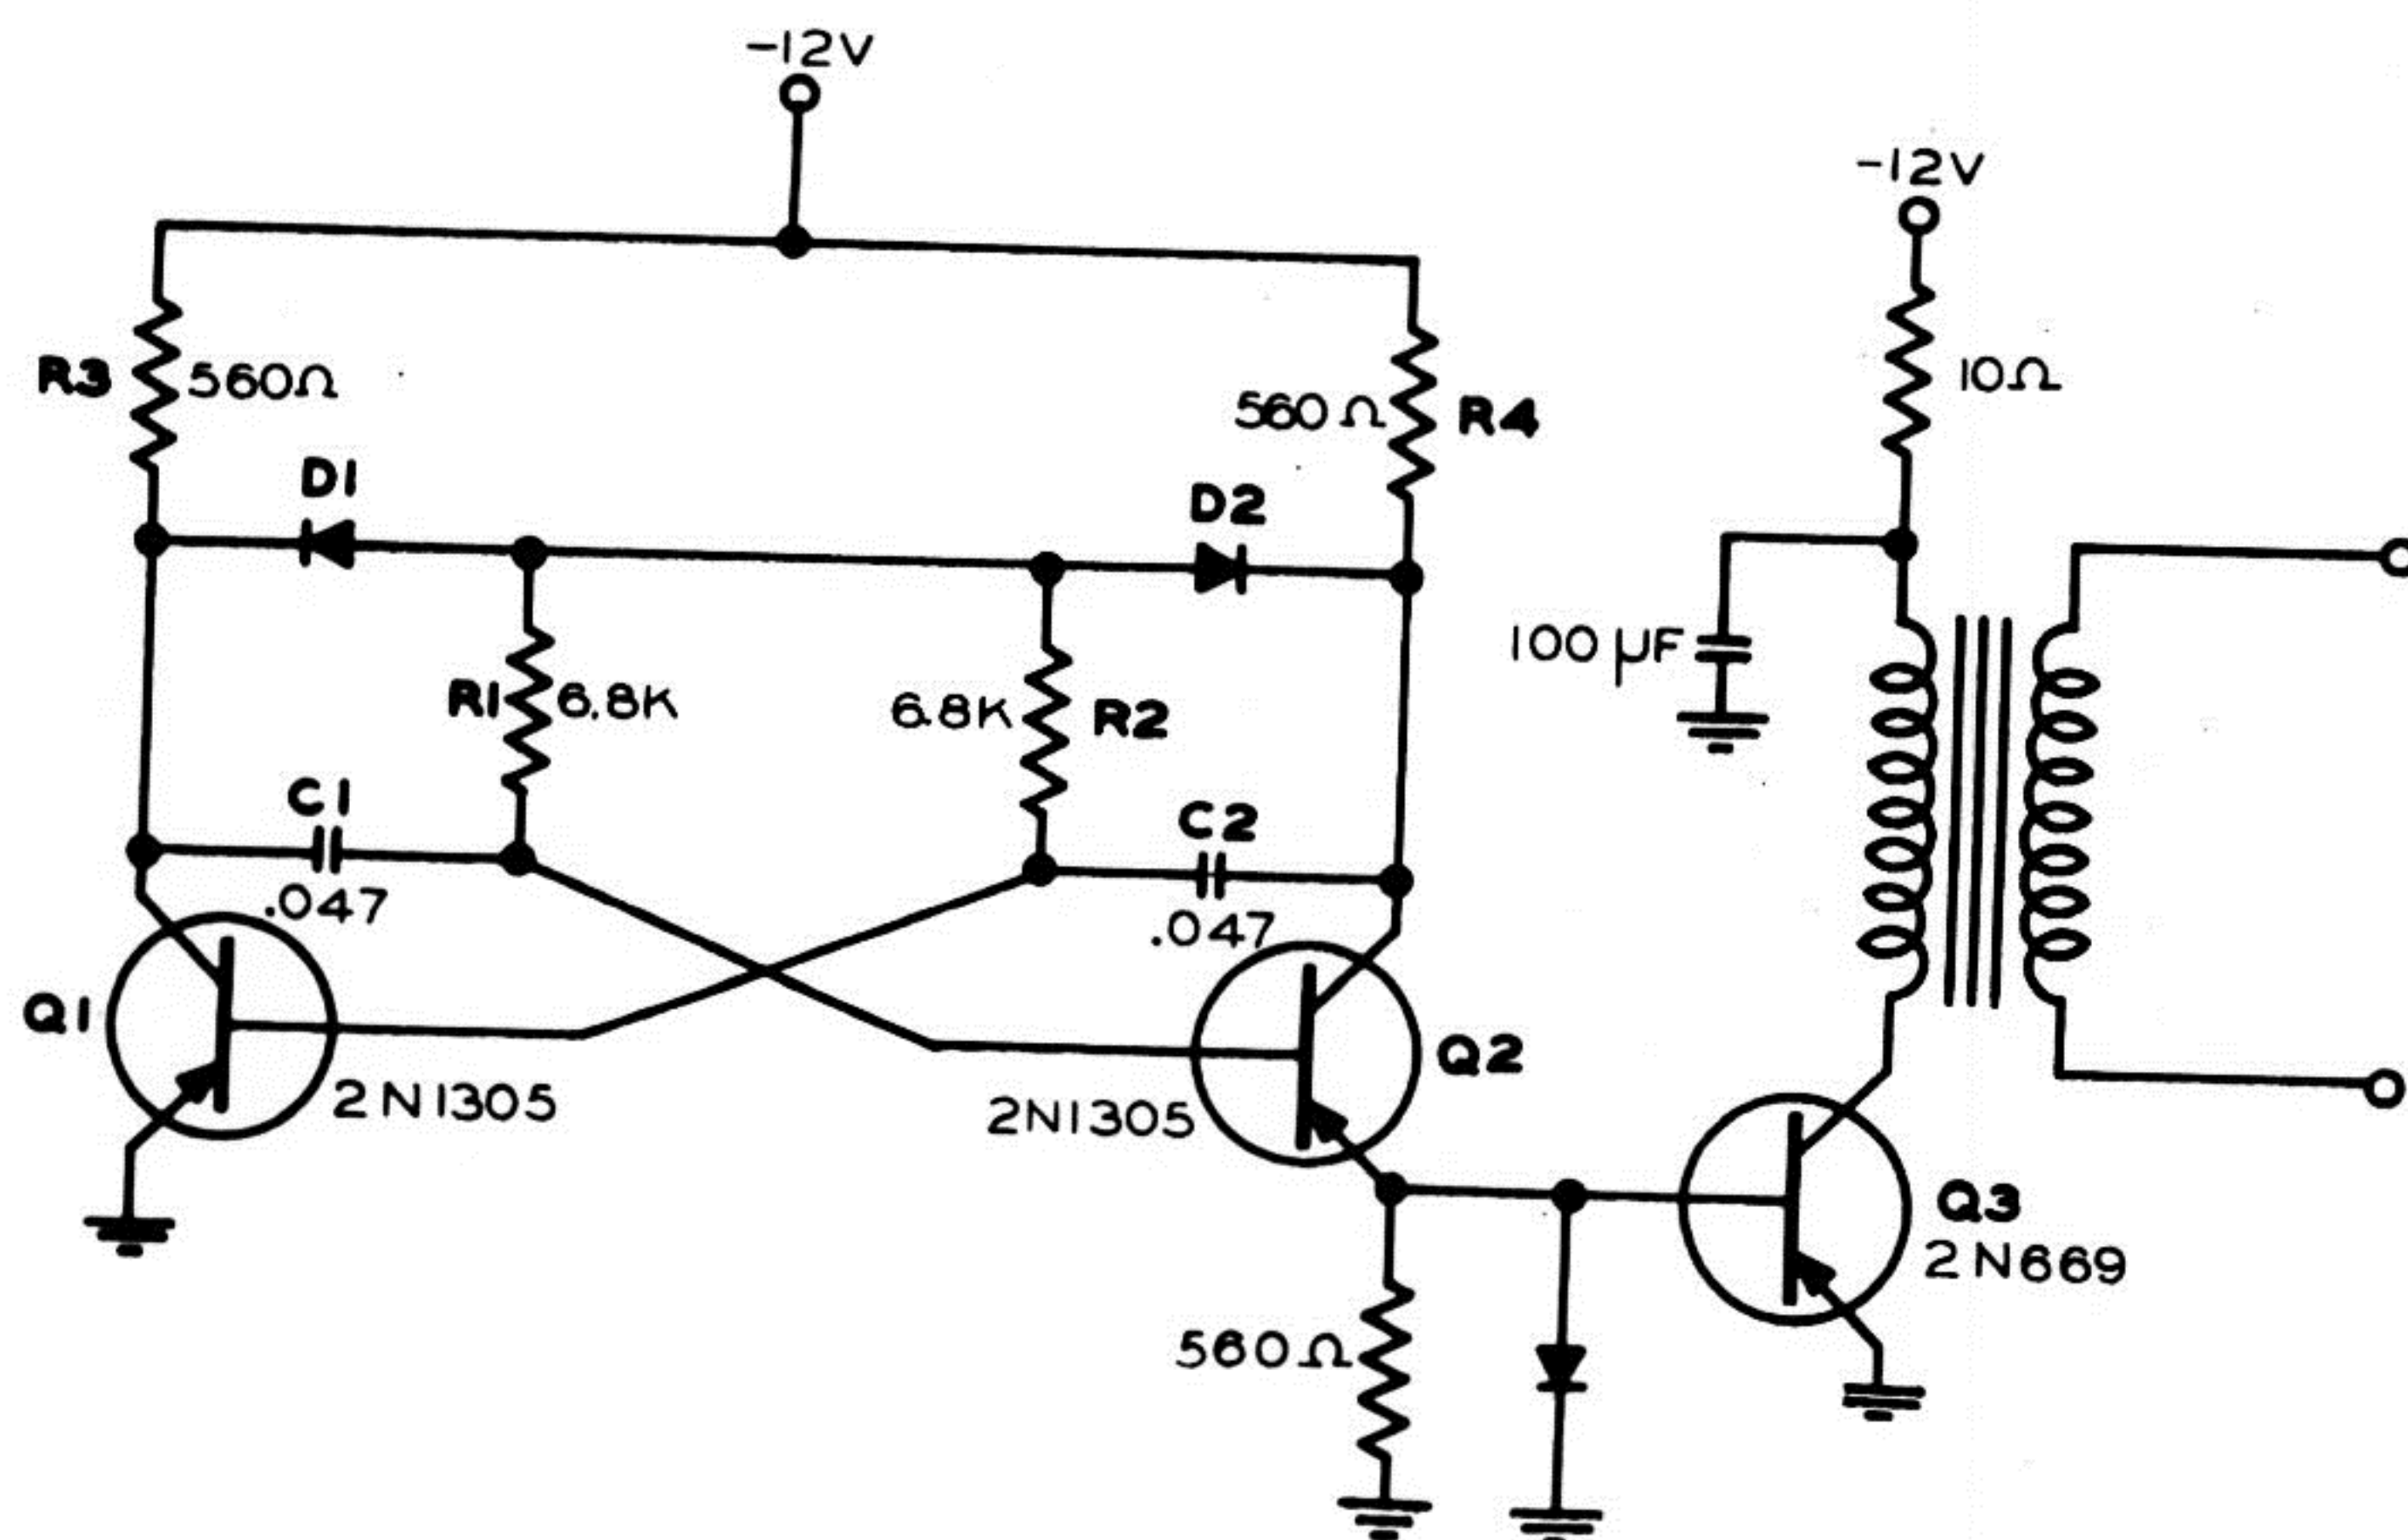 -12V
-12V
R3 560Ω
560Ω R4
10Ω
D1
D2
100 µF
R1 6.8K
6.8K R2
C1
.047
C2
.047
Q1
2N1305
Q2
2N1305
Q3
2N669
560Ω